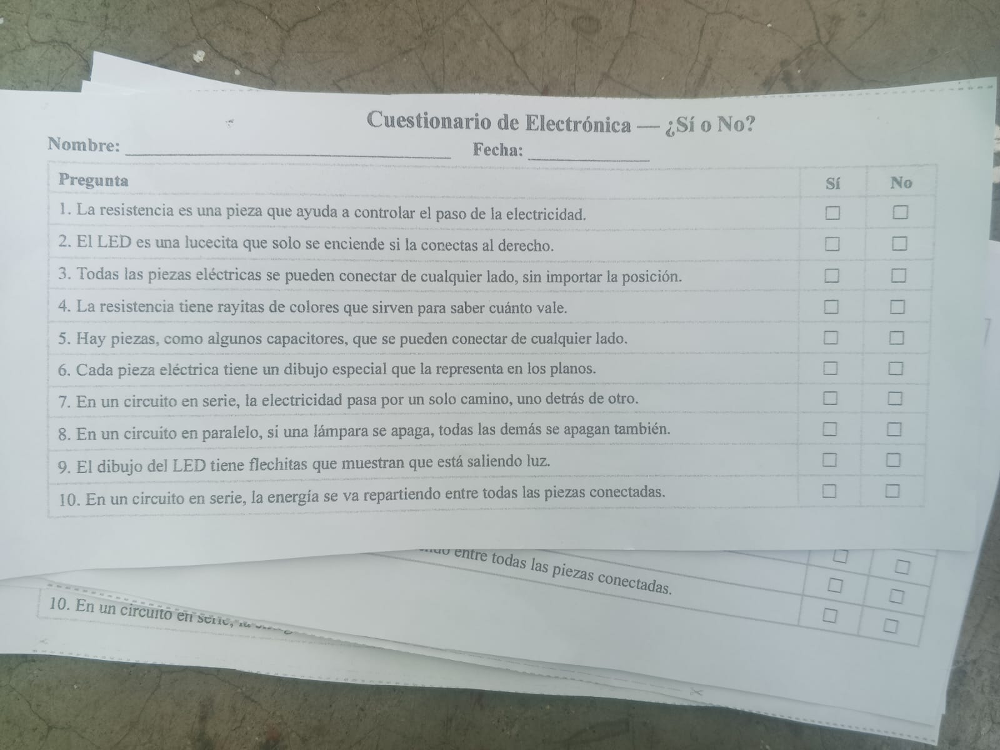 Cuestionario de Electrónica — ¿Sí o No?
Nombre: ____________ Fecha: ____________
Pregunta Sí No
1. La resistencia es una pieza que ayuda a controlar el paso de la electricidad. ☐ ☐
2. El LED es una lucecita que solo se enciende si la conectas al derecho. ☐ ☐
3. Todas las piezas eléctricas se pueden conectar de cualquier lado, sin importar la posición. ☐ ☐
4. La resistencia tiene rayitas de colores que sirven para saber cuánto vale. ☐ ☐
5. Hay piezas, como algunos capacitores, que se pueden conectar de cualquier lado. ☐ ☐
6. Cada pieza eléctrica tiene un dibujo especial que la representa en los planos. ☐ ☐
7. En un circuito en serie, la electricidad pasa por un solo camino, uno detrás de otro. ☐ ☐
8. En un circuito en paralelo, si una lámpara se apaga, todas las demás se apagan también. ☐ ☐
9. El dibujo del LED tiene flechitas que muestran que está saliendo luz. ☐ ☐
10. En un circuito en serie, la energía se va repartiendo entre todas las piezas conectadas. ☐ ☐
entre todas las piezas conectadas.
10. En un circuito en serie,